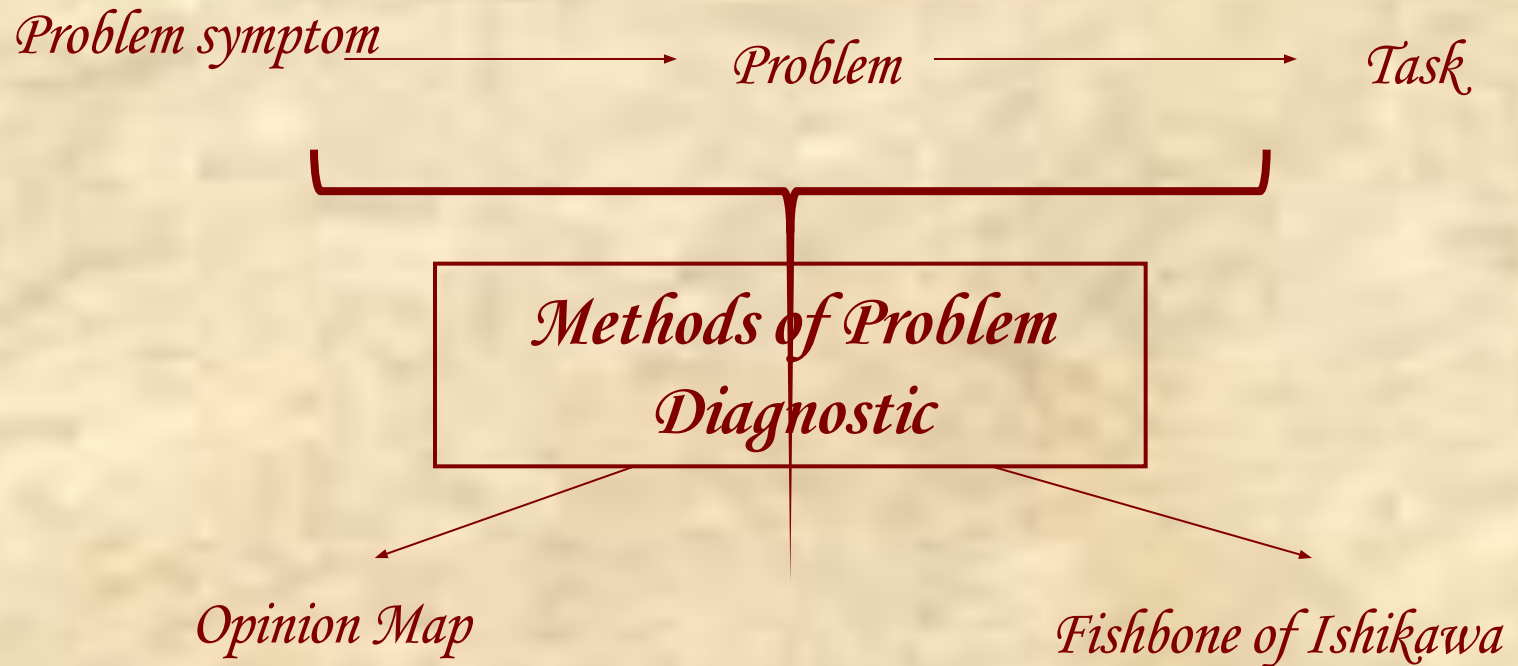 Problem symptom
Problem
Task
Methods of Problem
Diagnostic
Opinion Map
Fishbone of Ishikawa